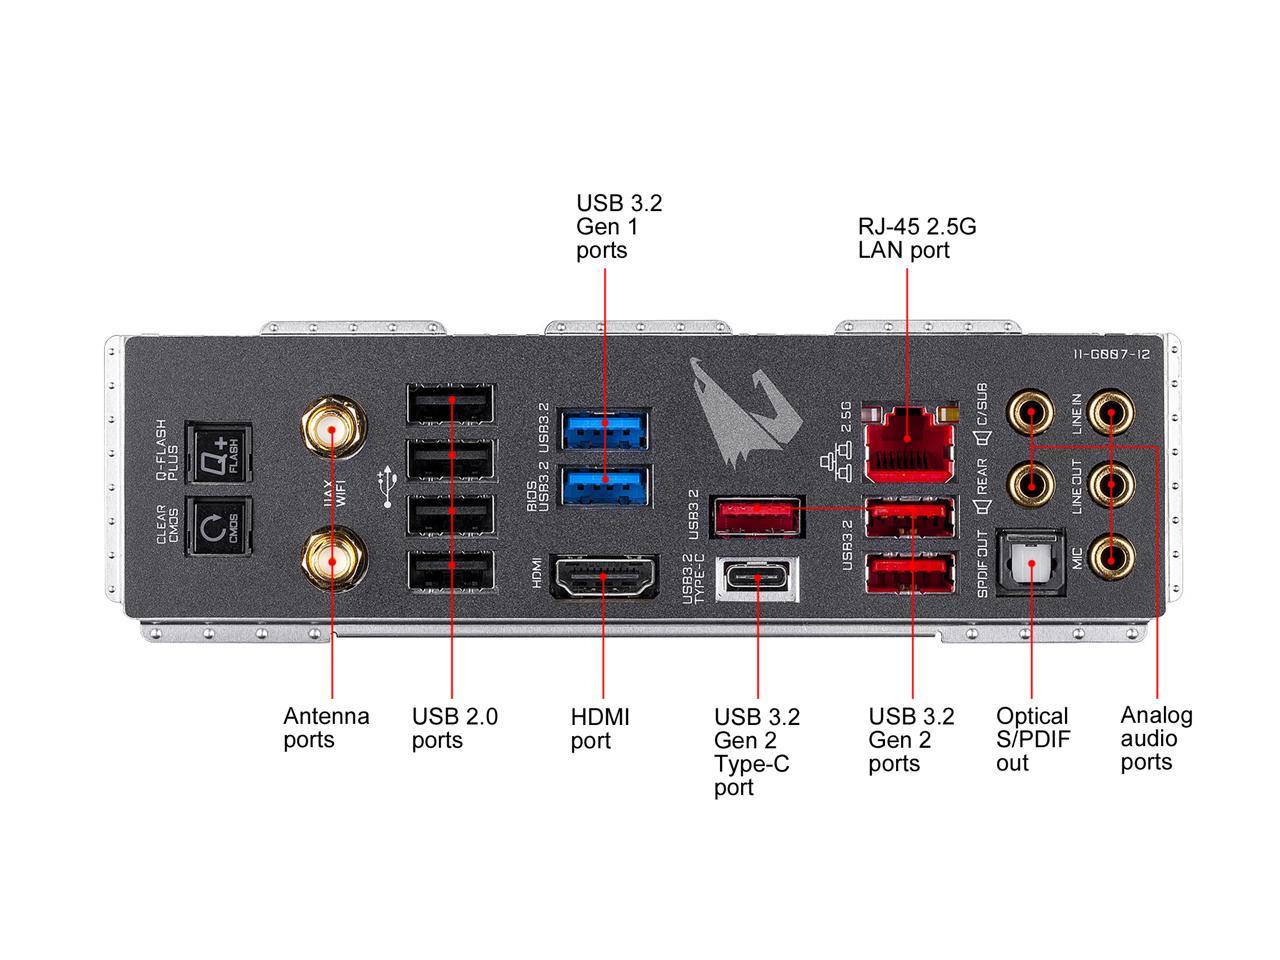 USB 3.2
Gen 1
ports
RJ-45 2.5G
LAN port
11-G007-12
Q-FLASH
PLUS
Q+
FLASH
CLEAR
CMOS
CMOS
11AX
WIFI
USB3.2
BIOS
USB3.2
HDMI
USB3.2
USB3.2
TYPE-C
2.5G
USB3.2
C/SUB
REAR
SPDIF OUT
LINE IN
LINE OUT
MIC
Antenna
ports
USB 2.0
ports
HDMI
port
USB 3.2
Gen 2
Type-C
port
USB 3.2
Gen 2
ports
Optical
S/PDIF
out
Analog
audio
ports